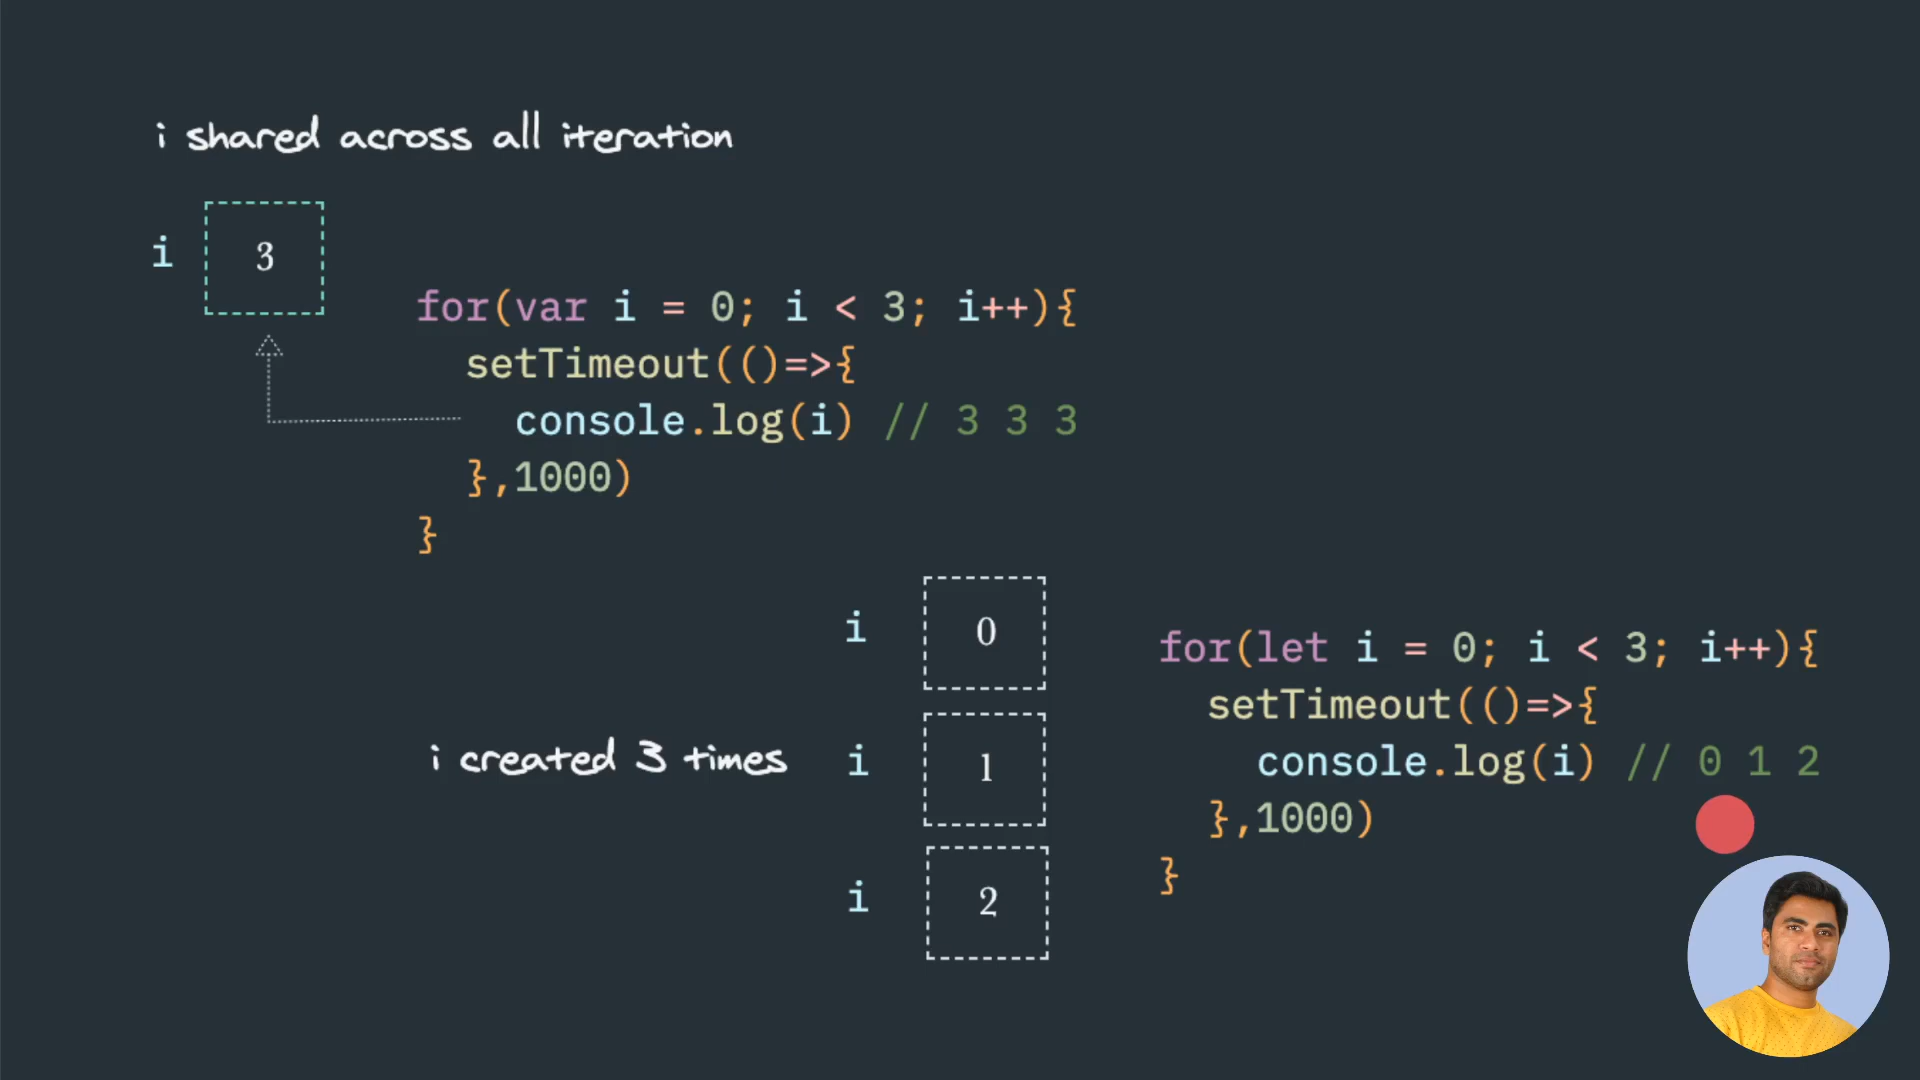 i shared across all iteration
i 3
for(var i = 0; i < 3; i++){
setTimeout(()=>{
console.log(i) // 3 3 3
},1000)
}
i 0
i created 3 times i 1
i 2
for(let i = 0; i < 3; i++){
setTimeout(()=>{
console.log(i) // 0 1 2
},1000)
}